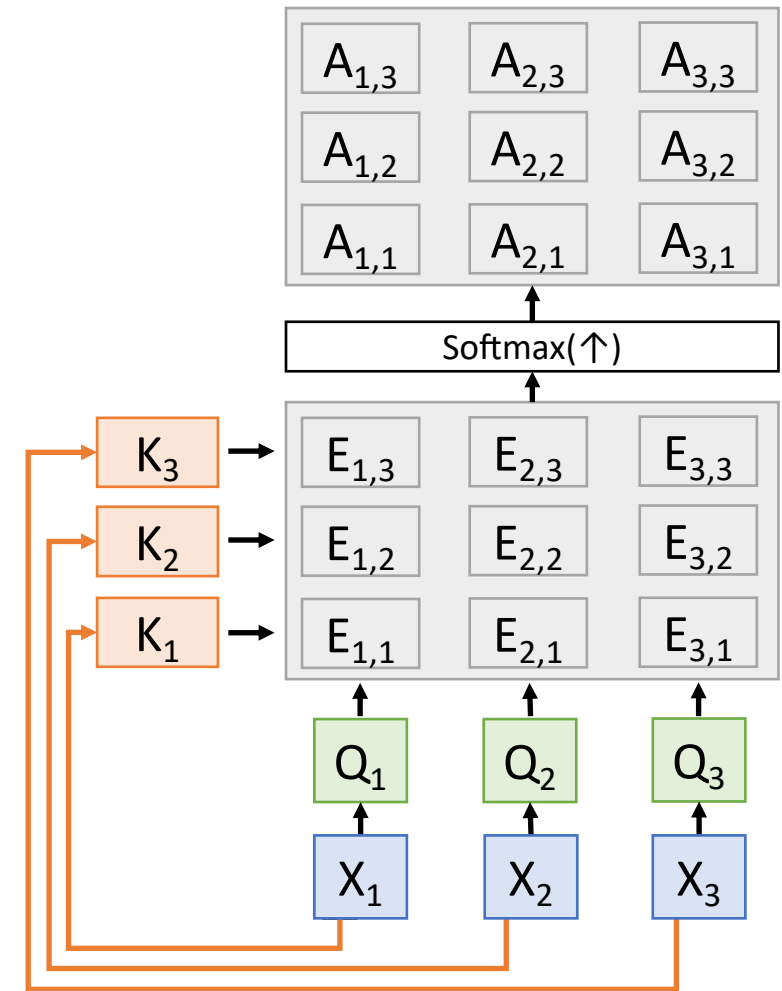 A1,3 A2,3 A3,3
A1,2 A2,2 A3,2
A1,1 A2,1 A3,1
Softmax(↑)
K3 E1,3 E2,3 E3,3
K2 E1,2 E2,2 E3,2
K1 E1,1 E2,1 E3,1
Q1 Q2 Q3
X1 X2 X3